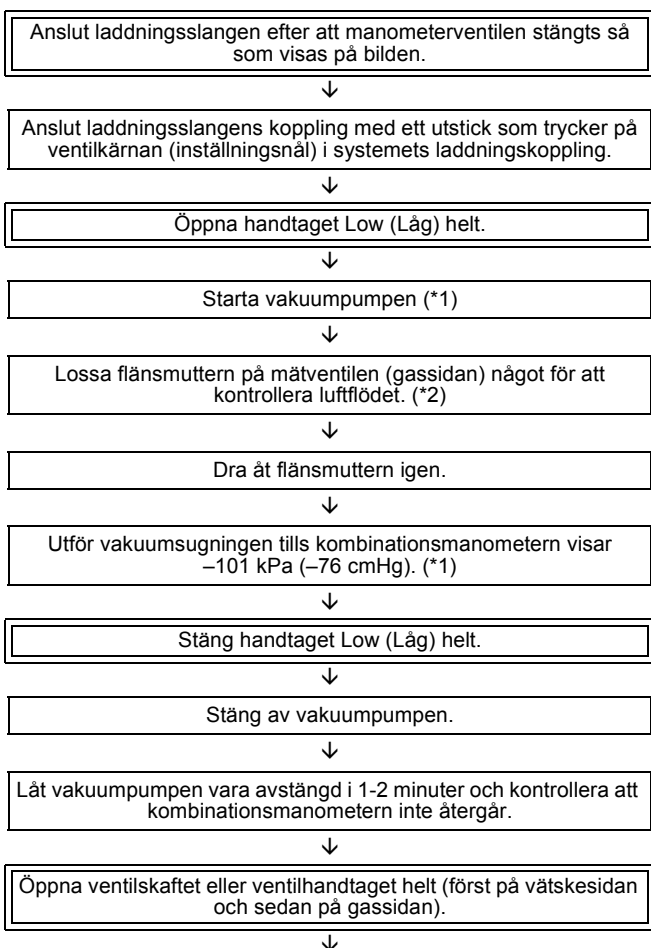 Anslut laddningsslangen efter att manometerventilen stängts så
som visas på bilden.
↓
Anslut laddningsslangens koppling med ett utstick som trycker på
ventilkärnan (inställningsnål) i systemets laddningskoppling.
↓
Öppna handtaget Low (Låg) helt.
↓
Starta vakuumpumpen (*1)
↓
Lossa flänsmuttern på mätventilen (gassidan) något för att
kontrollera luftflödet. (*2)
↓
Dra åt flänsmuttern igen.
↓
Utför vakuumsugningen tills kombinationsmanometern visar
–101 kPa (–76 cmHg). (*1)
↓
Stäng handtaget Low (Låg) helt.
↓
Stäng av vakuumpumpen.
↓
Låt vakuumpumpen vara avstängd i 1-2 minuter och kontrollera att
kombinationsmanometern inte återgår.
↓
Öppna ventilskaftet eller ventilhandtaget helt (först på vätskesidan
och sedan på gassidan).
↓